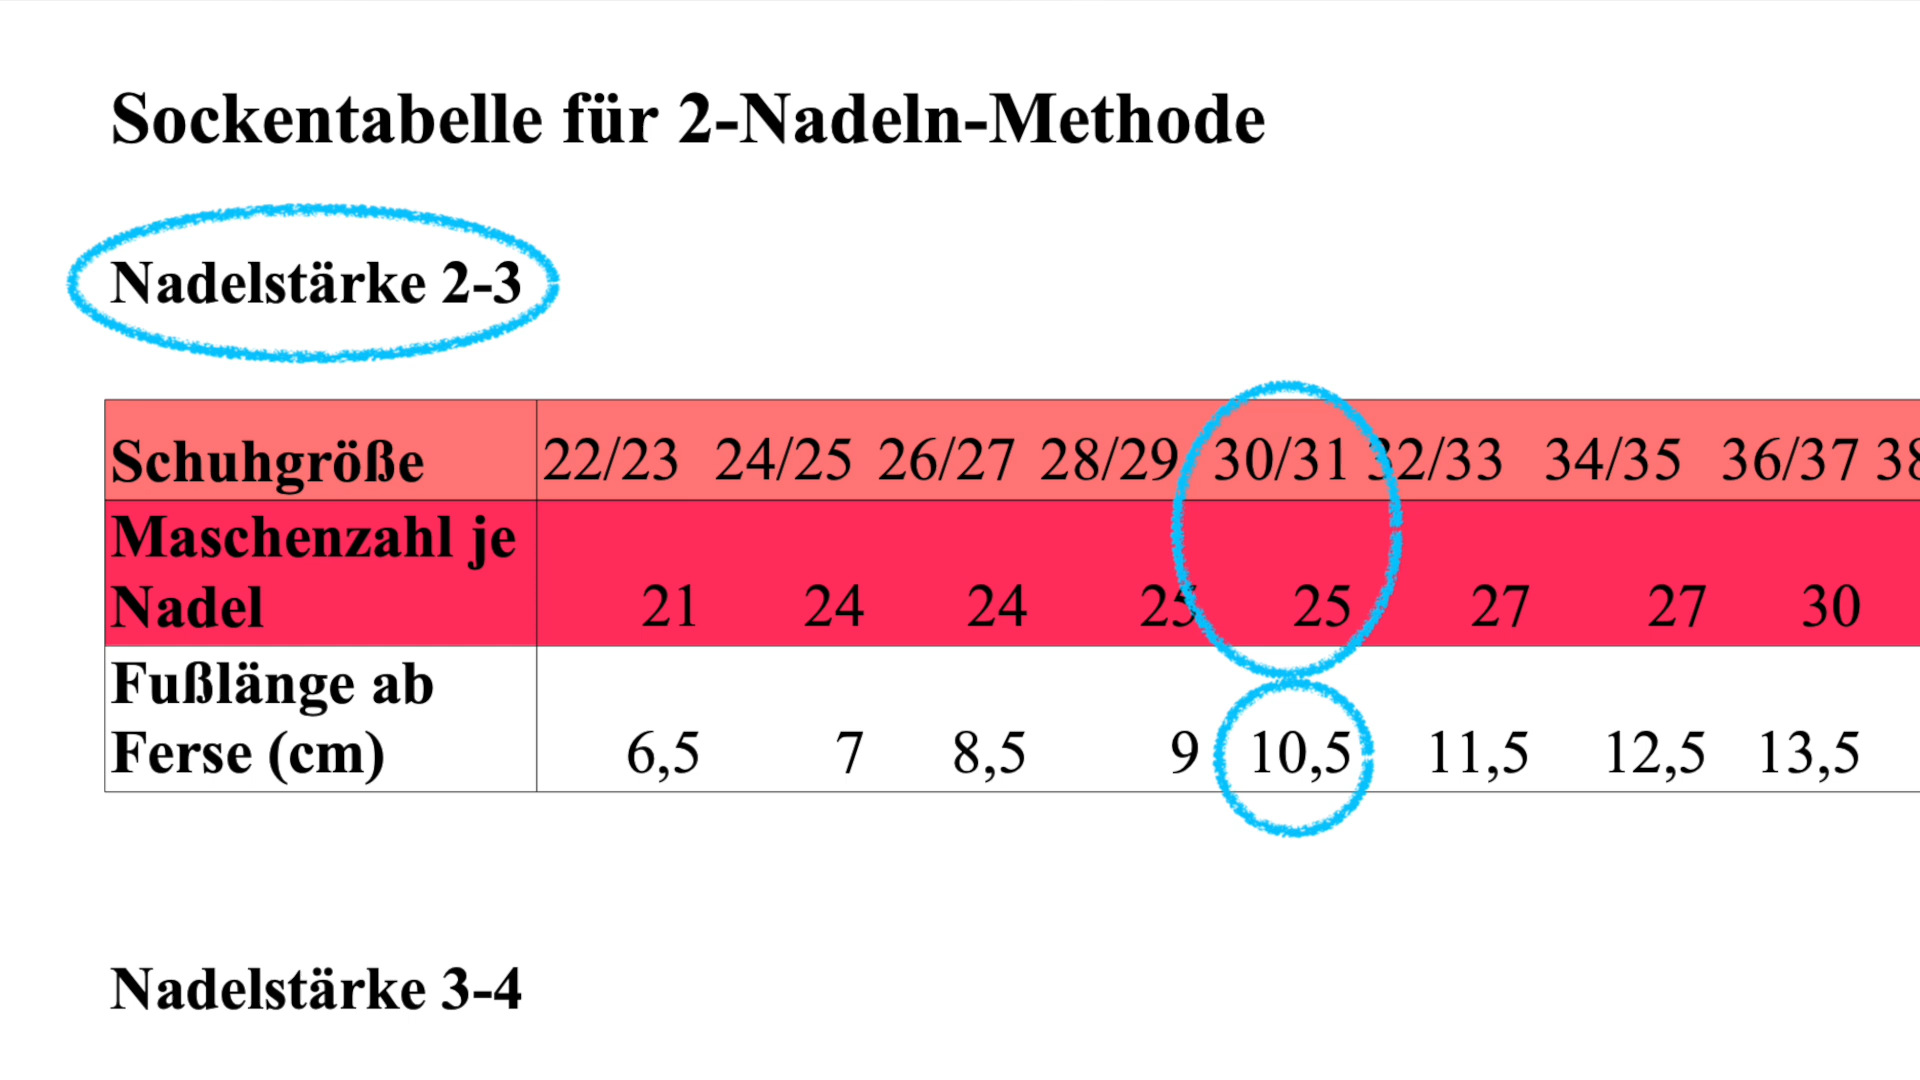 Sockentabelle für 2-Nadeln-Methode
Nadelstärke 2-3
Schuhgröße 22/23 24/25 26/27 28/29 30/31 32/33 34/35 36/37 38
Maschenzahl je
Nadel 21 24 24 25 25 27 27 30
Fußlänge ab
Ferse (cm) 6,5 7 8,5 9 10,5 11,5 12,5 13,5
Nadelstärke 3-4